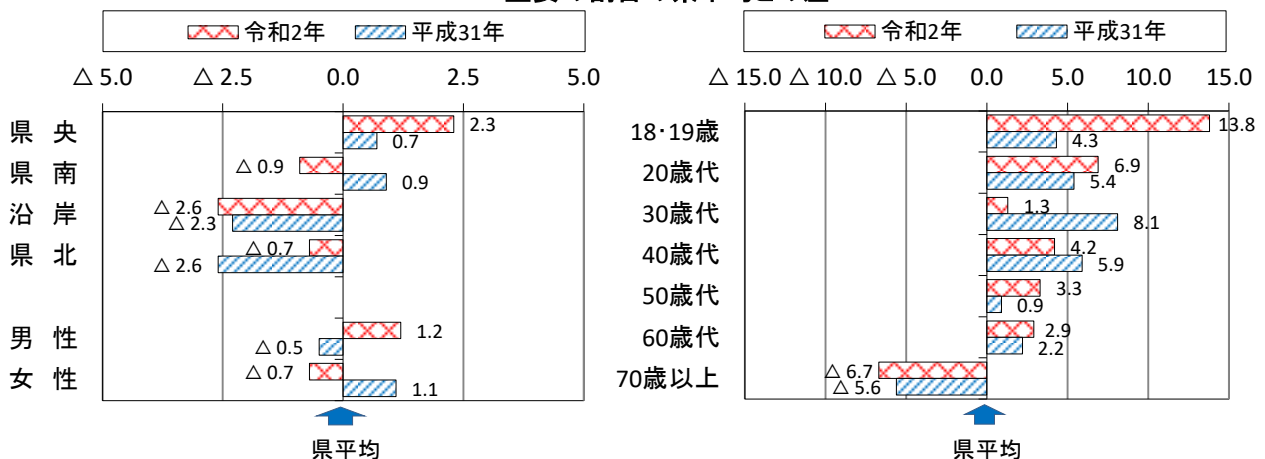 令和2年 平成31年
△ 5.0 △ 2.5 0.0 2.5 5.0
県 央 2.3
0.7
県 南 △ 0.9
0.9
沿 岸 △ 2.6
△ 2.3
県 北 △ 0.7
△ 2.6
男 性 1.2
△ 0.5
女 性 △ 0.7
1.1
県平均
令和2年 平成31年
△ 15.0 △ 10.0 △ 5.0 0.0 5.0 10.0 15.0
18･19歳 13.8
4.3
20歳代 6.9
5.4
30歳代 1.3
8.1
40歳代 4.2
5.9
50歳代 3.3
0.9
60歳代 2.9
2.2
70歳以上 △ 6.7
△ 5.6
県平均